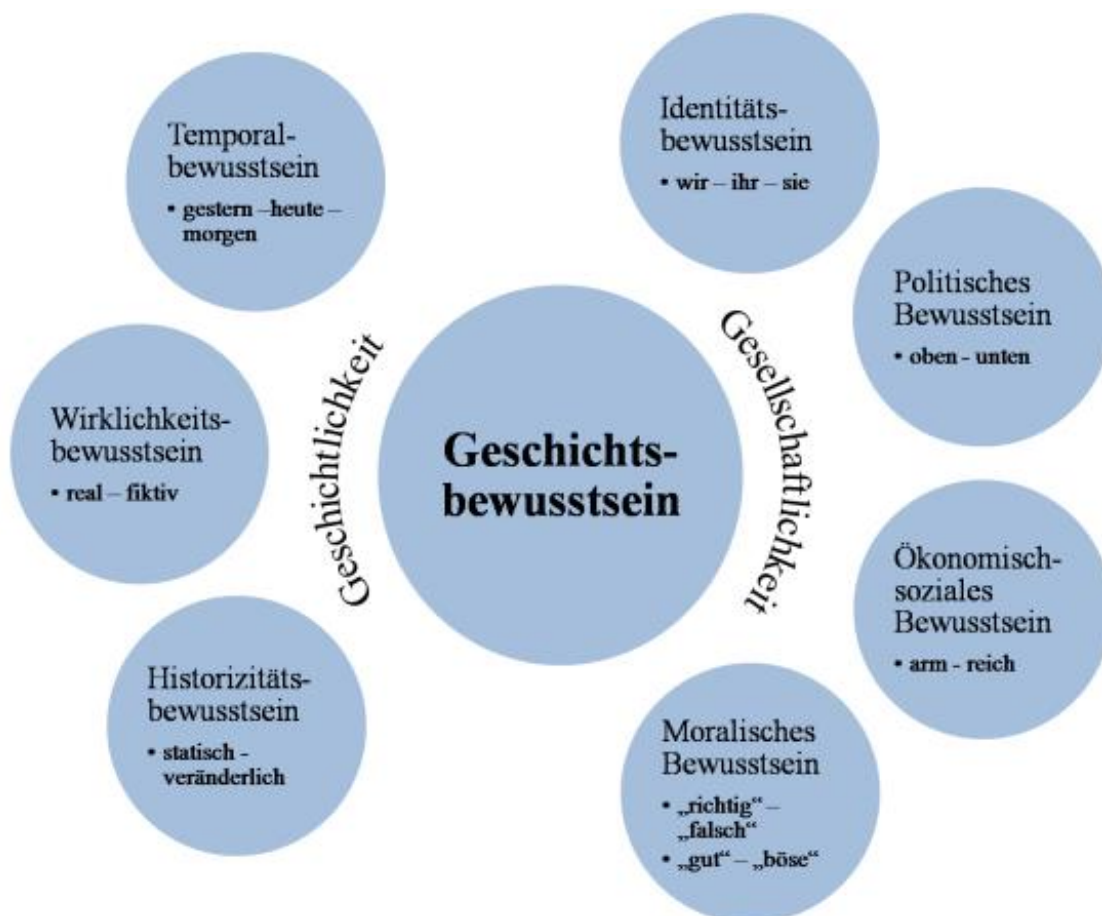 Temporal-
bewusstsein
• gestern –heute –
morgen
Wirklichkeits-
bewusstsein
• real – fiktiv
Historizitäts-
bewusstsein
• statisch -
veränderlich
Geschichtlichkeit
Geschichts-
bewusstsein
Gesellschaftlichkeit
Identitäts-
bewusstsein
• wir – ihr – sie
Politisches
Bewusstsein
• oben - unten
Ökonomisch-
soziales
Bewusstsein
• arm - reich
Moralisches
Bewusstsein
• „richtig“ –
„falsch“
• „gut“ – „böse“